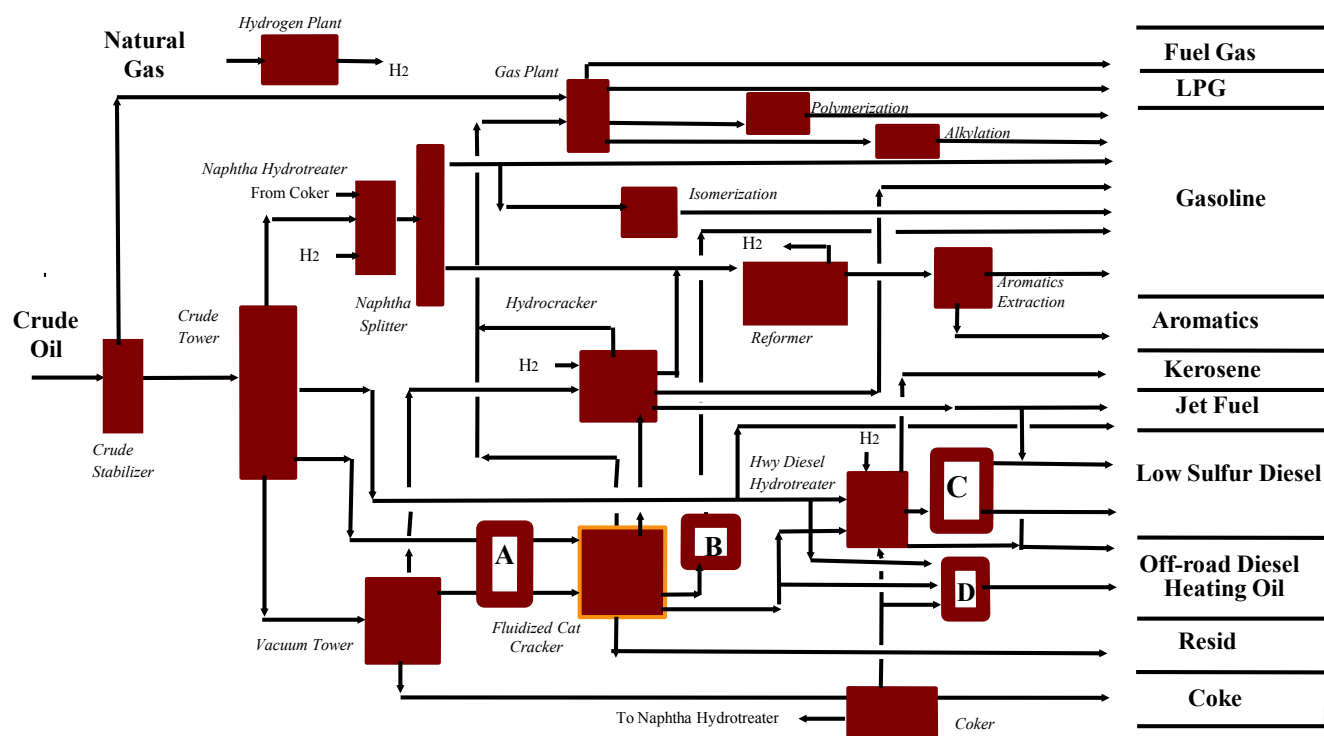 Hydrogen Plant
Natural
Gas
H2
Gas Plant
Polymerization
Alkylation
Fuel Gas
LPG
Naphtha Hydrotreater
From Coker
H2
Isomerization
Gasoline
H2
Crude
Oil
Crude
Tower
Naphtha
Splitter
Hydrocracker
H2
Reformer
Aromatics
Extraction
Aromatics
Kerosene
Jet Fuel
Crude
Stabilizer
H2
Hwy Diesel
Hydrotreater
C
Low Sulfur Diesel
A
B
D
Off-road Diesel
Heating Oil
Vacuum Tower
Fluidized Cat
Cracker
Resid
Coke
To Naphtha Hydrotreater
Coker